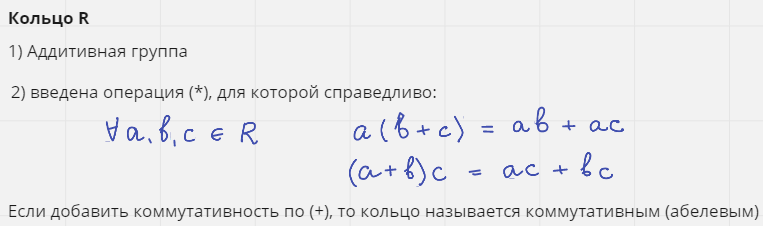 Кольцо R
1) Аддитивная группа
2) введена операция (*), для которой справедливо:
∀ a, b, c ∈ R a(b+c) = ab + ac
(a+b)c = ac + bc
Если добавить коммутативность по (+), то кольцо называется коммутативным (абелевым)